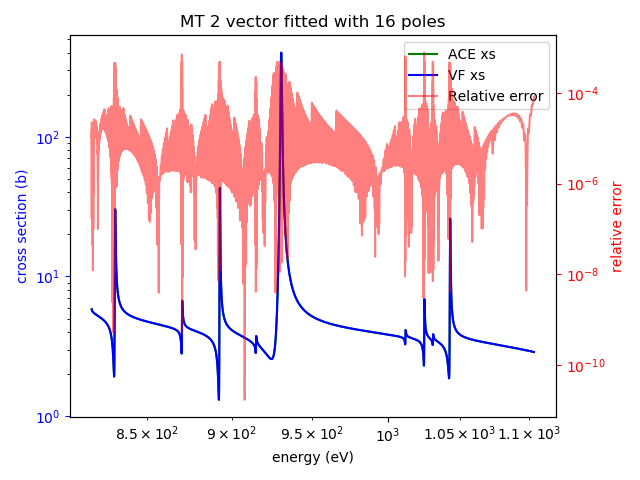 MT 2 vector fitted with 16 poles
ACE xs
VF xs
Relative error
10²
10¹
10⁰
cross section (b)
10⁻⁴
10⁻⁶
10⁻⁸
10⁻¹⁰
relative error
8.5 × 10² 9 × 10² 9.5 × 10² 10³ 1.05 × 10³ 1.1 × 10³
energy (eV)